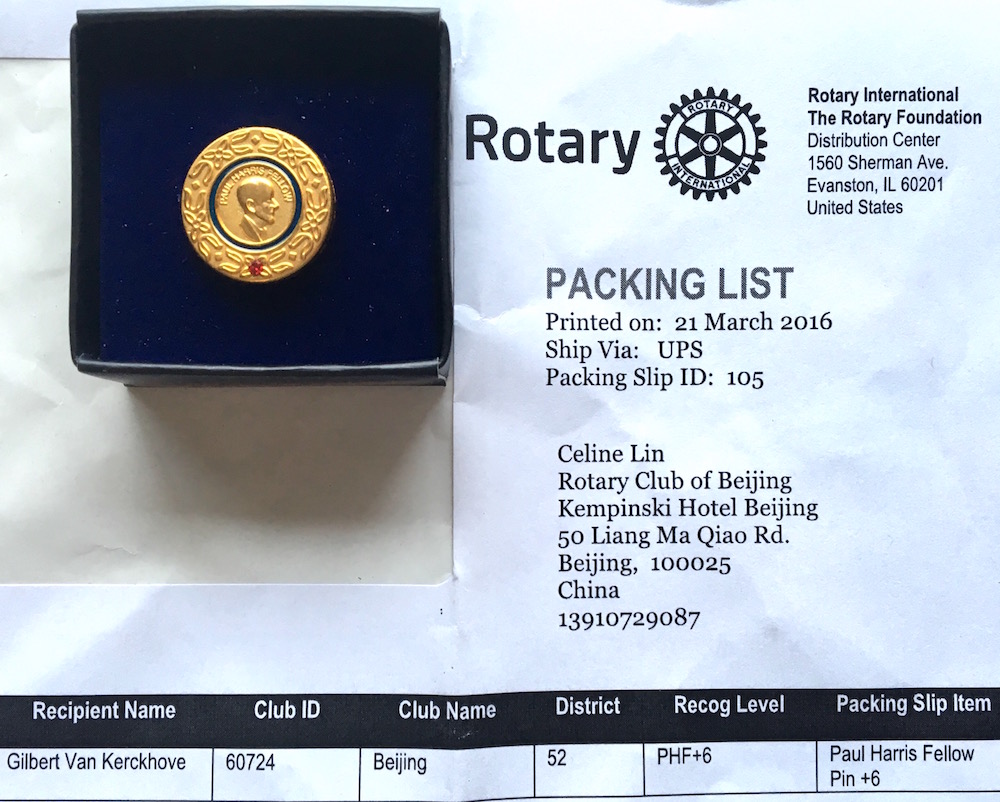 PAUL HARRIS FELLOW
Rotary
ROTARY
INTERNATIONAL
Rotary International
The Rotary Foundation
Distribution Center
1560 Sherman Ave.
Evanston, IL 60201
United States
PACKING LIST
Printed on: 21 March 2016
Ship Via: UPS
Packing Slip ID: 105
Celine Lin
Rotary Club of Beijing
Kempinski Hotel Beijing
50 Liang Ma Qiao Rd.
Beijing, 100025
China
13910729087
:
Recipient Name Club ID Club Name District Recog Level Packing Slip Item
Gilbert Van Kerckhove 60724 Beijing 52 PHF+6 Paul Harris Fellow
Pin +6